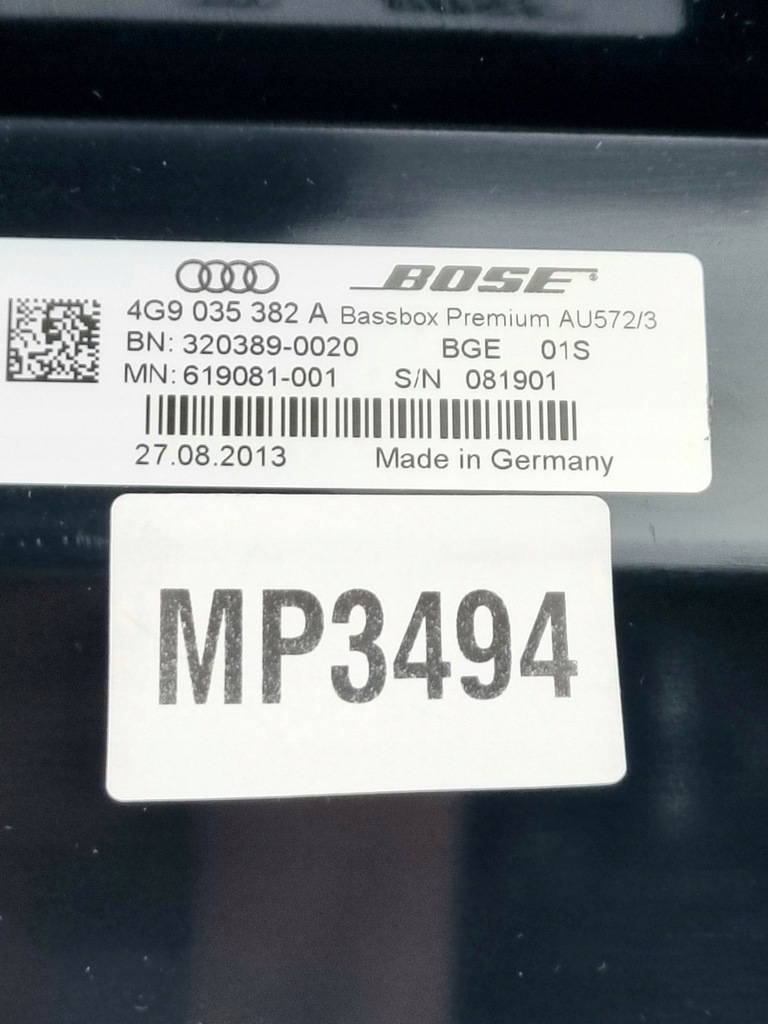 BOSE®
4G9 035 382 A Bassbox Premium AU572/3
BN: 320389-0020 BGE 01S
MN: 619081-001 S/N 081901
27.08.2013 Made in Germany
MP3494